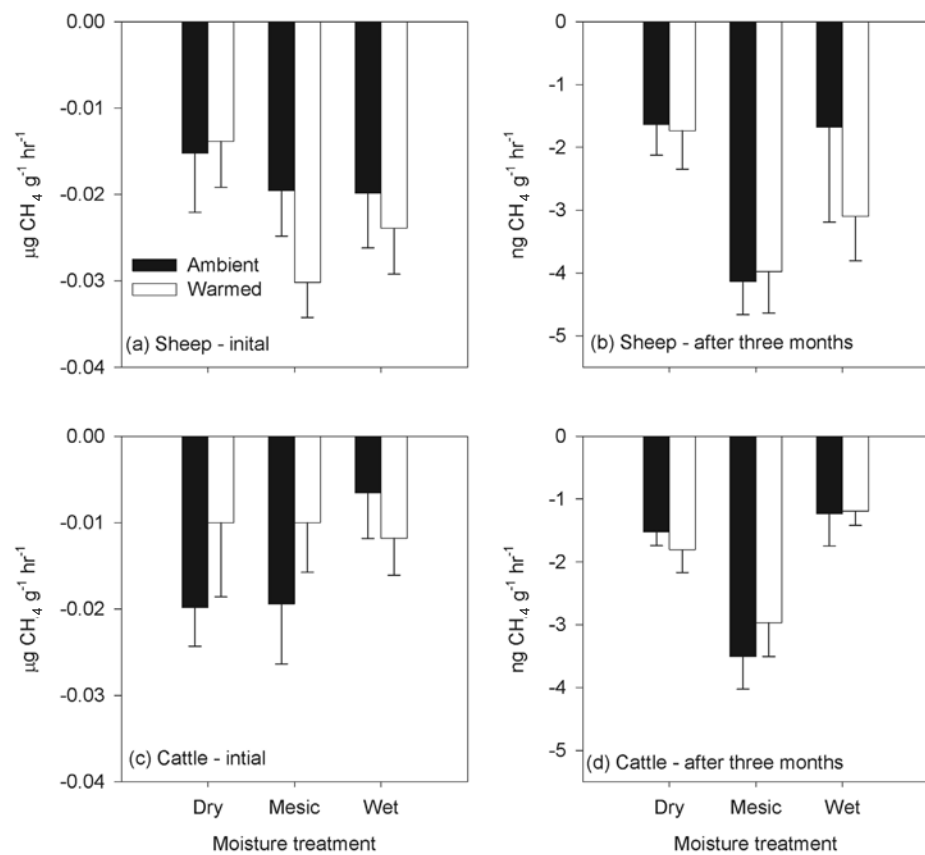 0.00
-0.01
-0.02
-0.03
-0.04
µg CH4 g-1 hr-1
Ambient
Warmed
(a) Sheep - inital
0
-1
-2
-3
-4
-5
ng CH4 g-1 hr-1
(b) Sheep - after three months
0.00
-0.01
-0.02
-0.03
-0.04
µg CH4 g-1 hr-1
(c) Cattle - intial
Dry Mesic Wet
Moisture treatment
0
-1
-2
-3
-4
-5
ng CH4 g-1 hr-1
(d) Cattle - after three months
Dry Mesic Wet
Moisture treatment